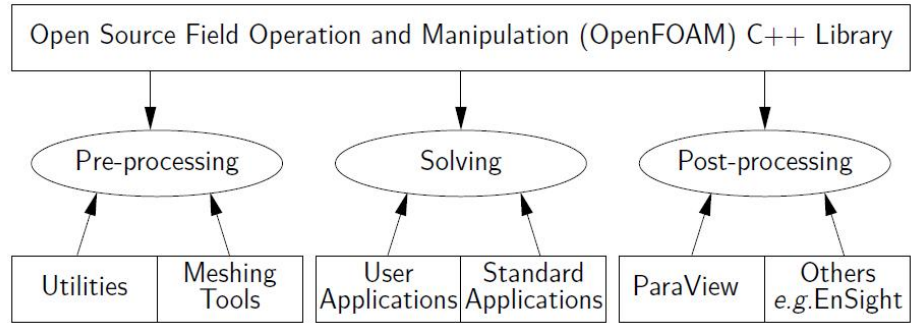 Open Source Field Operation and Manipulation (OpenFOAM) C++ Library
Pre-processing
Solving
Post-processing
Utilities
Meshing
Tools
User
Applications
Standard
Applications
ParaView
Others
e.g.EnSight